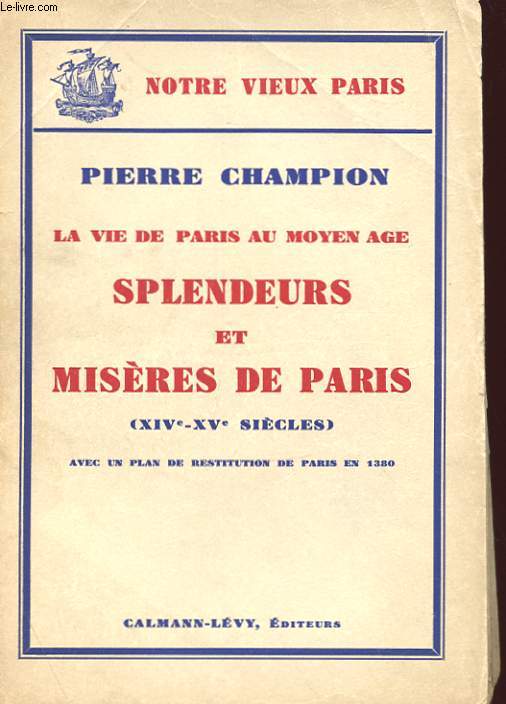 Le-livre.com
NOTRE VIEUX PARIS
PIERRE CHAMPION
LA VIE DE PARIS AU MOYEN AGE
SPLENDEURS
ET
MISÈRES DE PARIS
(XIVe-XVe SIÈCLES)
AVEC UN PLAN DE RESTITUTION DE PARIS EN 1380
CALMANN-LÉVY, ÉDITEURS